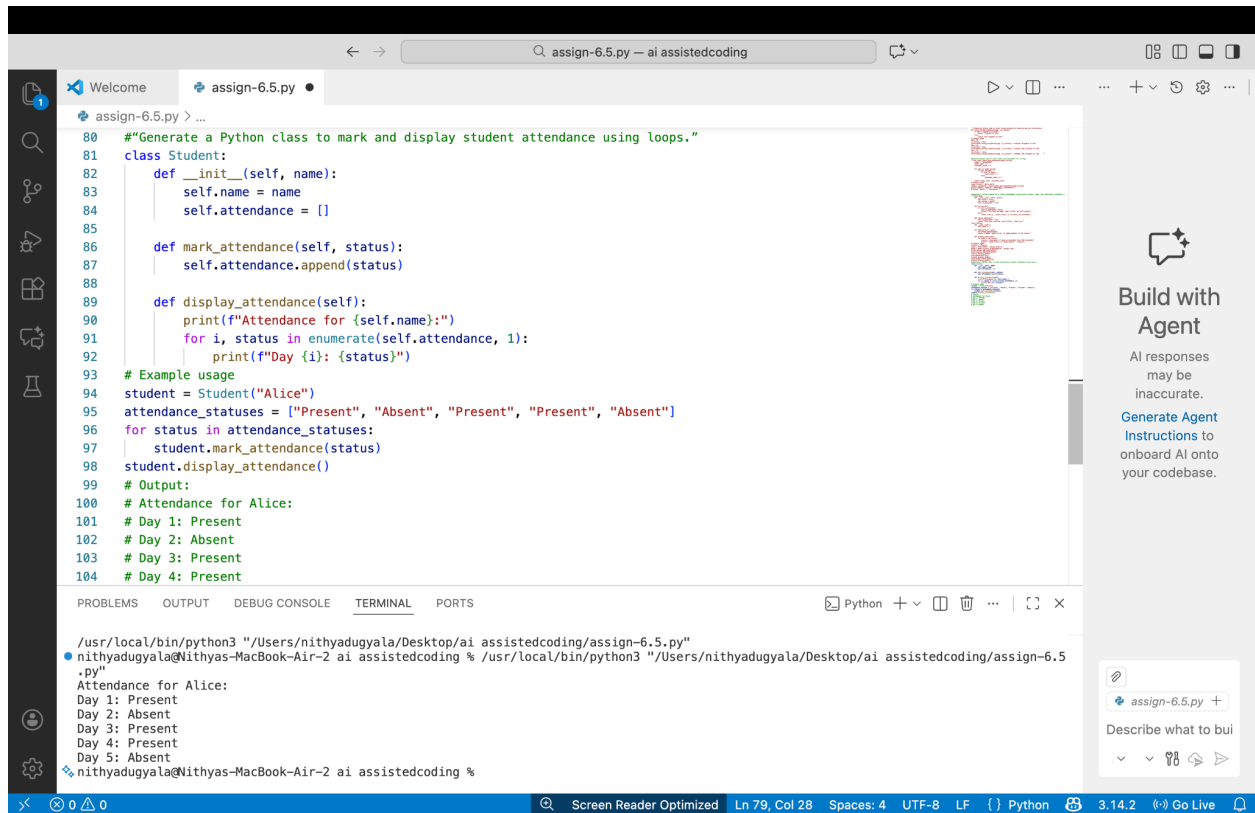 assign-6.5.py — ai assistedcoding
Welcome
assign-6.5.py
assign-6.5.py > ...
80 #“Generate a Python class to mark and display student attendance using loops.”
81 class Student:
82     def __init__(self, name):
83         self.name = name
84         self.attendance = []
85
86     def mark_attendance(self, status):
87         self.attendance.append(status)
88
89     def display_attendance(self):
90         print(f"Attendance for {self.name}:")
91         for i, status in enumerate(self.attendance, 1):
92             print(f"Day {i}: {status}")
93 # Example usage
94 student = Student("Alice")
95 attendance_statuses = ["Present", "Absent", "Present", "Present", "Absent"]
96 for status in attendance_statuses:
97     student.mark_attendance(status)
98 student.display_attendance()
99 # Output:
100 # Attendance for Alice:
101 # Day 1: Present
102 # Day 2: Absent
103 # Day 3: Present
104 # Day 4: Present
PROBLEMS OUTPUT DEBUG CONSOLE TERMINAL PORTS
Python
/usr/local/bin/python3 "/Users/nithyadugyala/Desktop/ai assistedcoding/assign-6.5.py"
nithyadugyala@Nithyas-MacBook-Air-2 ai assistedcoding % /usr/local/bin/python3 "/Users/nithyadugyala/Desktop/ai assistedcoding/assign-6.5
.py"
Attendance for Alice:
Day 1: Present
Day 2: Absent
Day 3: Present
Day 4: Present
Day 5: Absent
nithyadugyala@Nithyas-MacBook-Air-2 ai assistedcoding %
Build with
Agent
AI responses
may be
inaccurate.
Generate Agent
Instructions to
onboard AI onto
your codebase.
assign-6.5.py +
Describe what to bui
1
0 0
Screen Reader Optimized Ln 79, Col 28 Spaces: 4 UTF-8 LF { } Python 3.14.2 Go Live